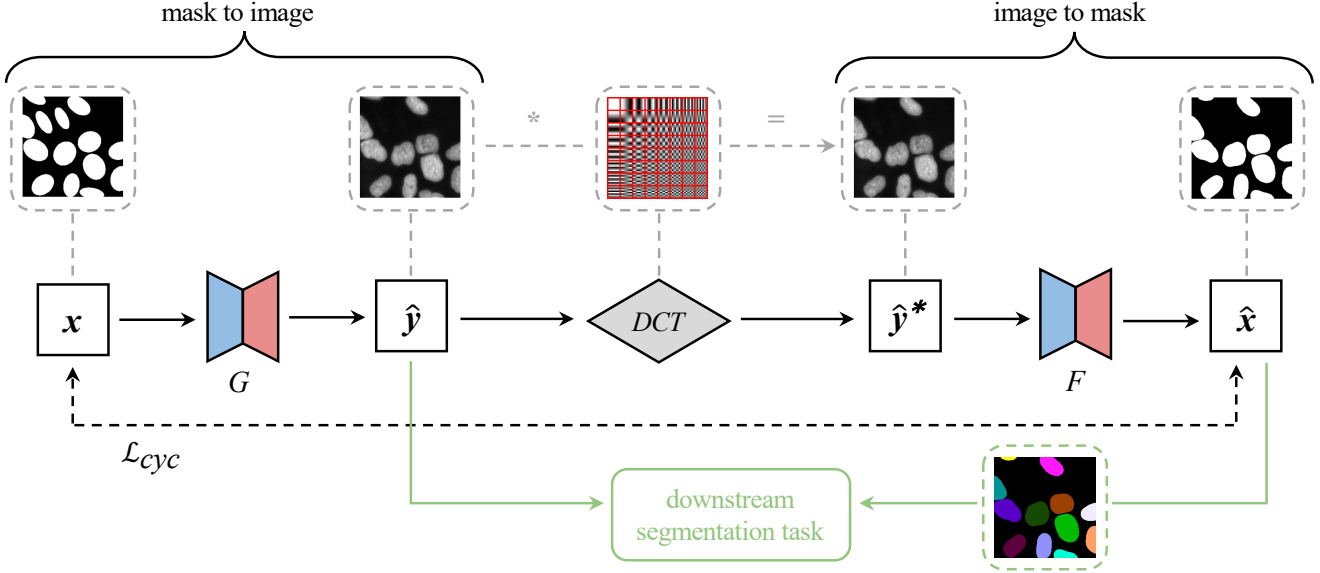 mask to image
image to mask
*
=
x
ŷ
DCT
ŷ*
x̂
G
F
ℒcyc
downstream
segmentation task